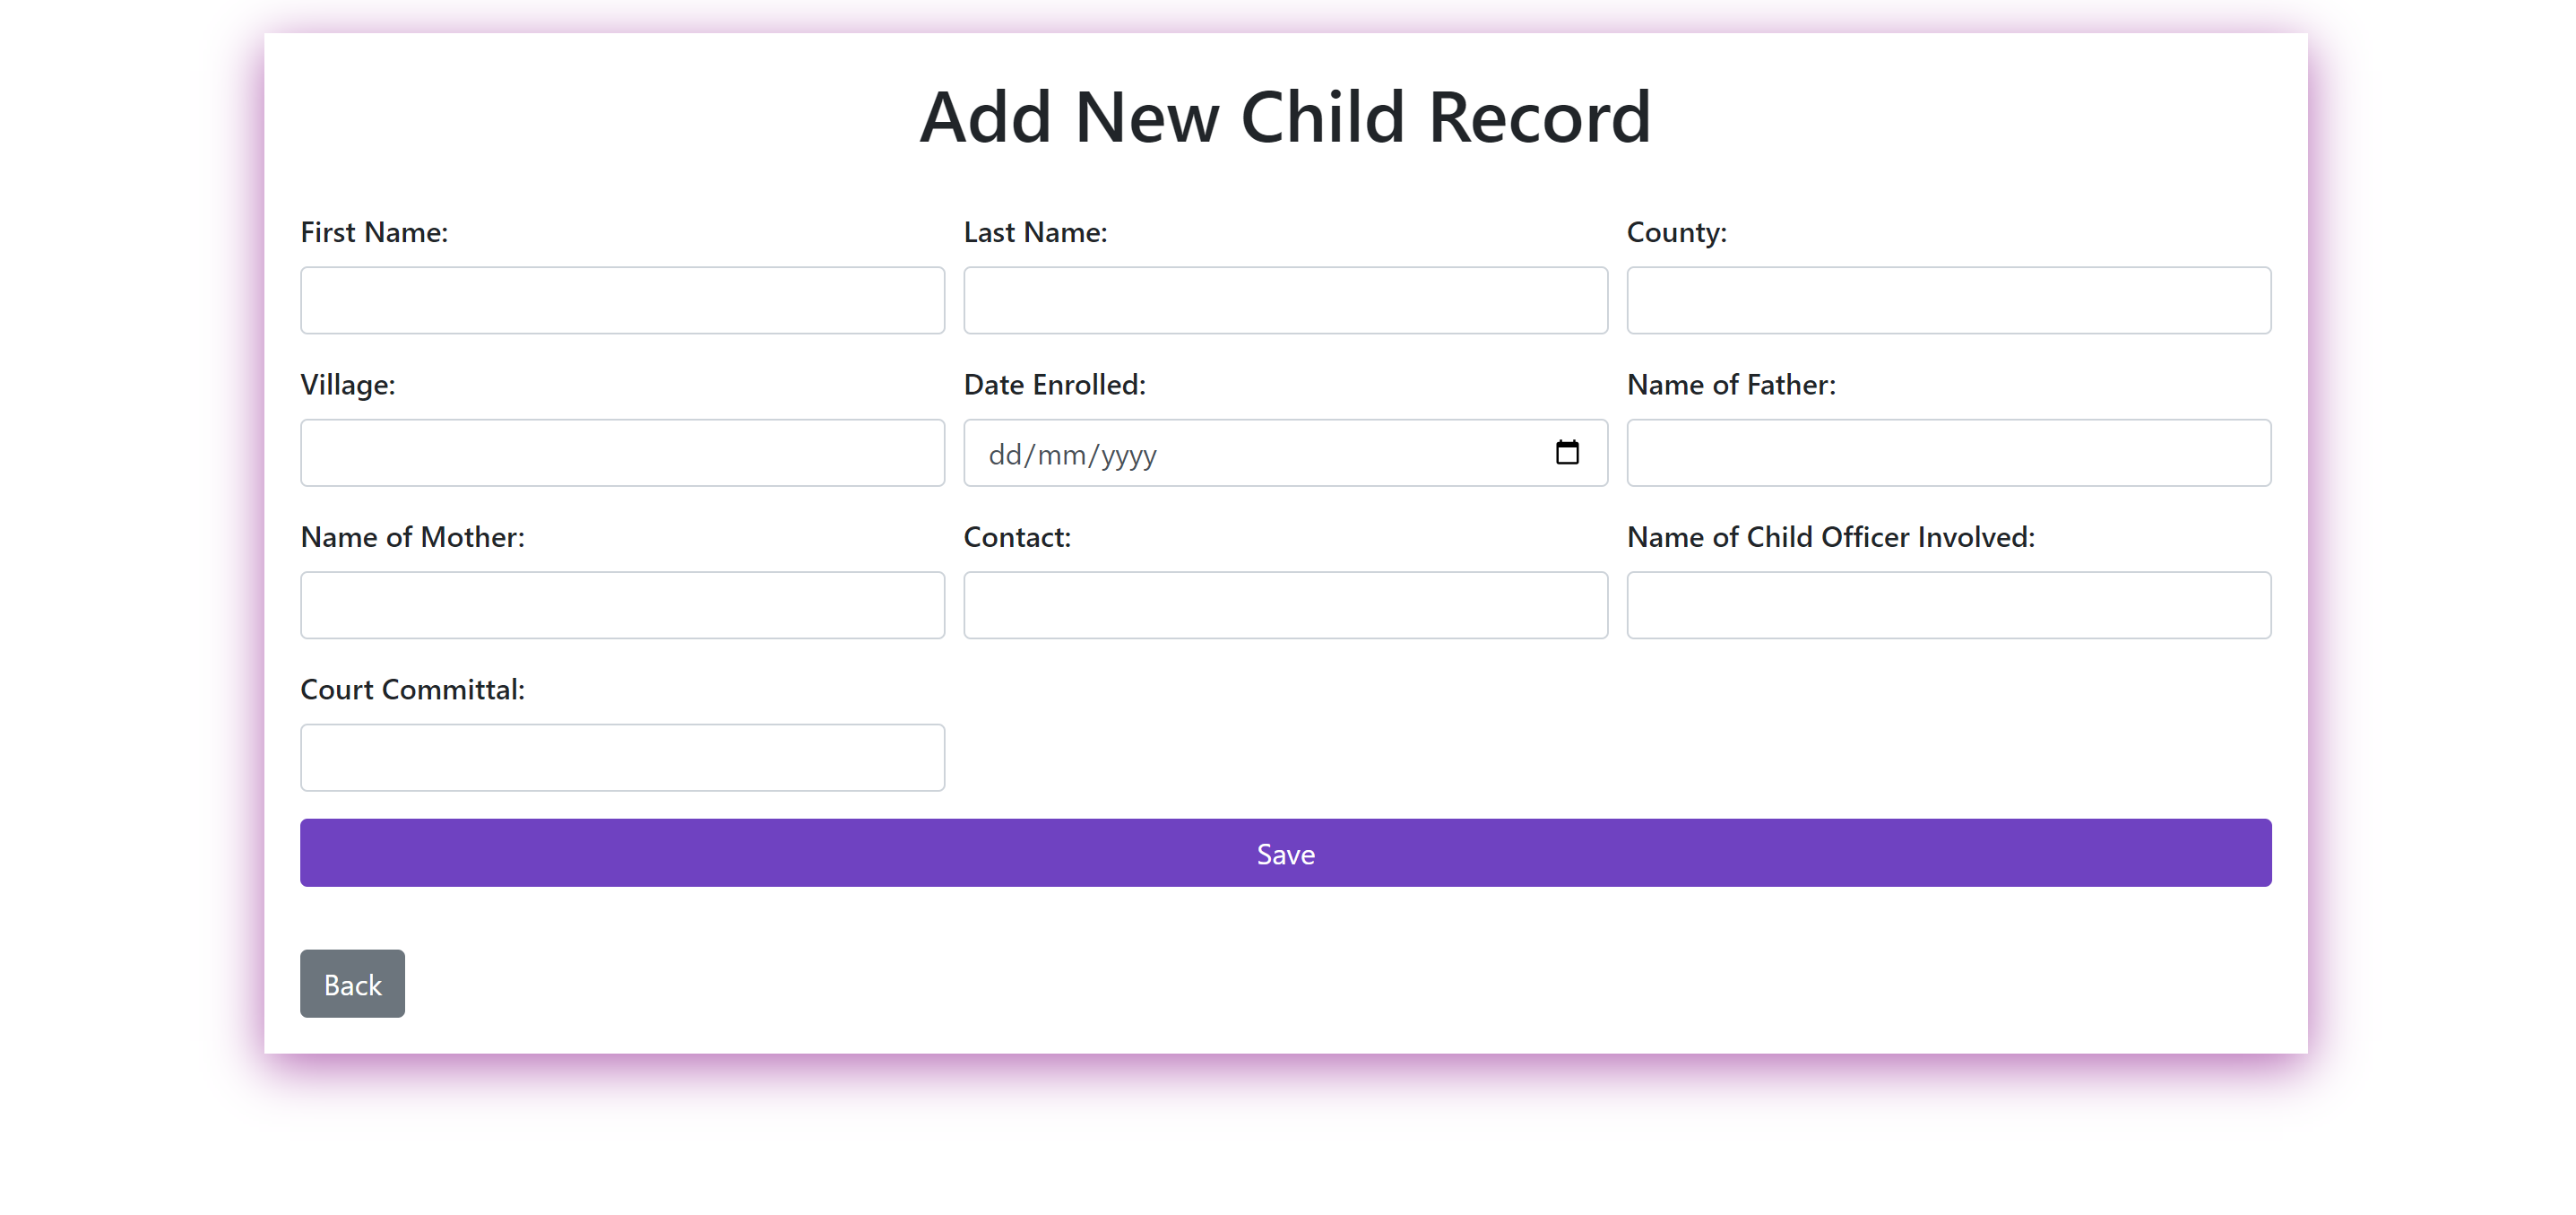 Add New Child Record
First Name:
Last Name:
County:
Village:
Date Enrolled:
Name of Father:
dd/mm/yyyy
Name of Mother:
Contact:
Name of Child Officer Involved:
Court Committal:
Save
Back